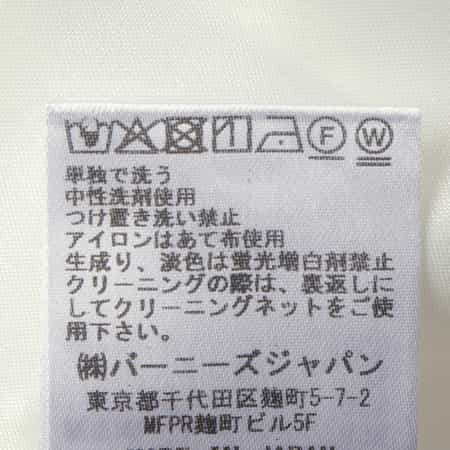 F W
単独で洗う
中性洗剤使用
つけ置き洗い禁止
アイロンはあて布使用
生成り、淡色は蛍光増白剤禁止
クリーニングの際は、裏返しに
してクリーニングネットをご使
用下さい。
㈱バーニーズジャパン
東京都千代田区麹町5-7-2
MFPR麹町ビル5F